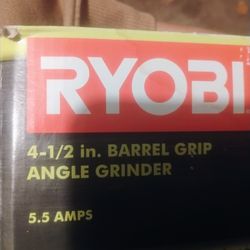 RYOBI
4-1/2 in. BARREL GRIP
ANGLE GRINDER
5.5 AMPS